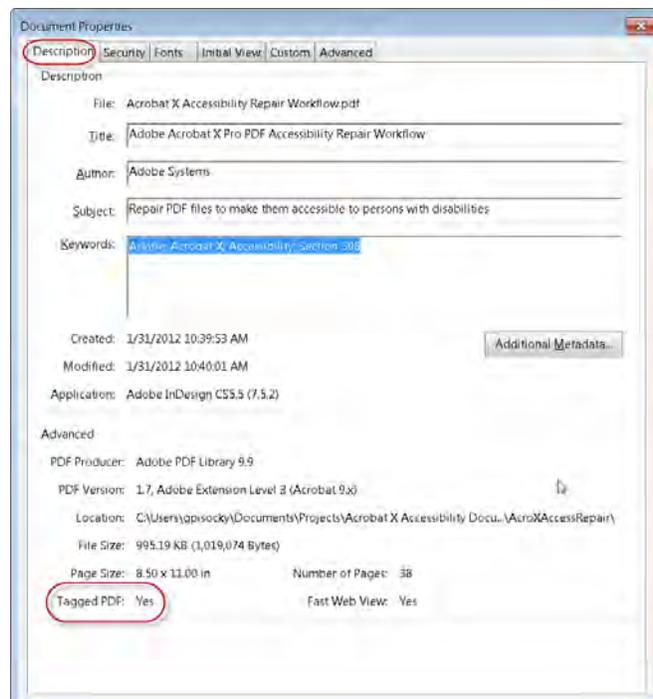 Document Properties
Description Security Fonts Initial View Custom Advanced
Description
File: Acrobat X Accessibility Repair Workflow.pdf
Title: Adobe Acrobat X Pro PDF Accessibility Repair Workflow
Author: Adobe Systems
Subject: Repair PDF files to make them accessible to persons with disabilities
Keywords: Adobe Acrobat X, Accessibility, Section 508
Created: 1/31/2012 10:39:53 AM
Additional Metadata...
Modified: 1/31/2012 10:40:01 AM
Application: Adobe InDesign CS5.5 (7.5.2)
Advanced
PDF Producer: Adobe PDF Library 9.9
PDF Version: 1.7, Adobe Extension Level 3 (Acrobat 9.x)
Location: C:\Users\gpisocky\Documents\Projects\Acrobat X Accessibility Docu...\AcroXAccessRepair\
File Size: 995.19 KB (1,019,074 Bytes)
Page Size: 8.50 x 11.00 in Number of Pages: 38
Tagged PDF: Yes Fast Web View: Yes